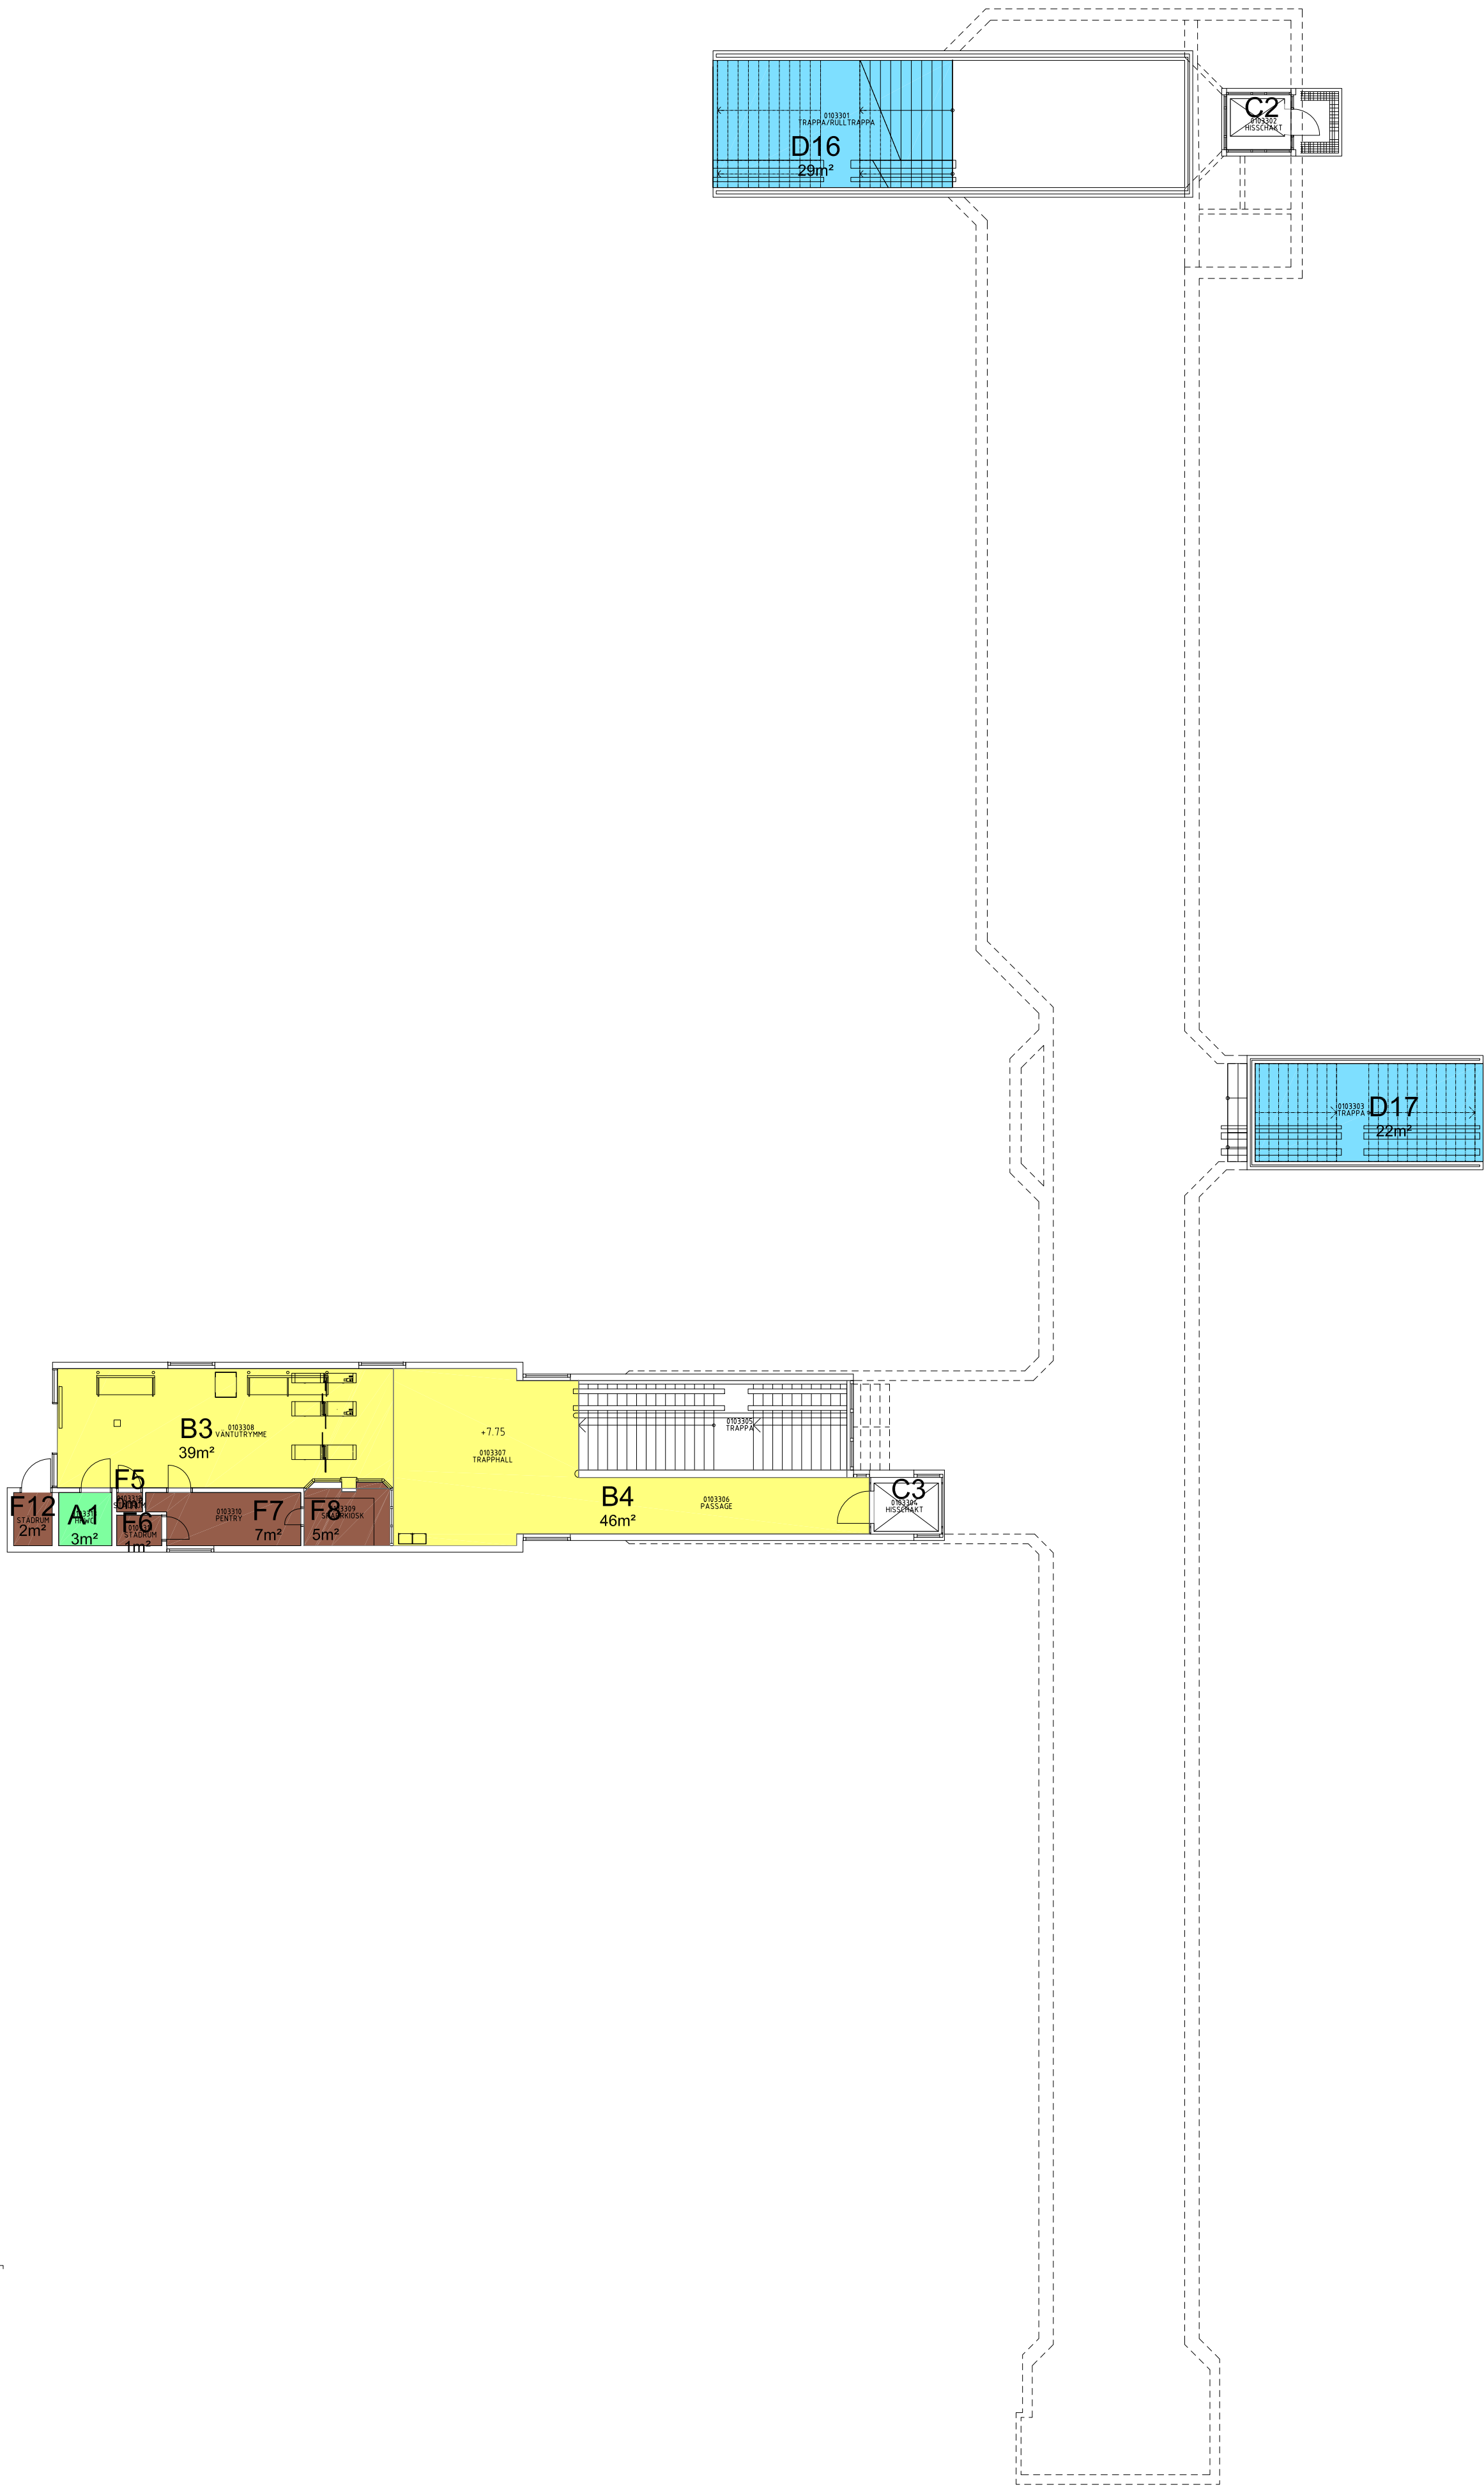 C2
0103302
HISSCHAKT
0103301
TRAPPA/RULLTRAPPA
D16
29m²
0103303
TRAPPA
D17
22m²
B3
0103308
VÄNTUTRYMME
39m²
+7.75
0103307
TRAPPHALL
0103305
TRAPPA
B4
46m²
0103306
PASSAGE
C3
0103304
HISSCHAKT
F5
0m²
F12
STÄDRUM
2m²
A1
3m²
F6
STÄDRUM
1m²
0103310
PENTRY
F7
7m²
F8
5m²